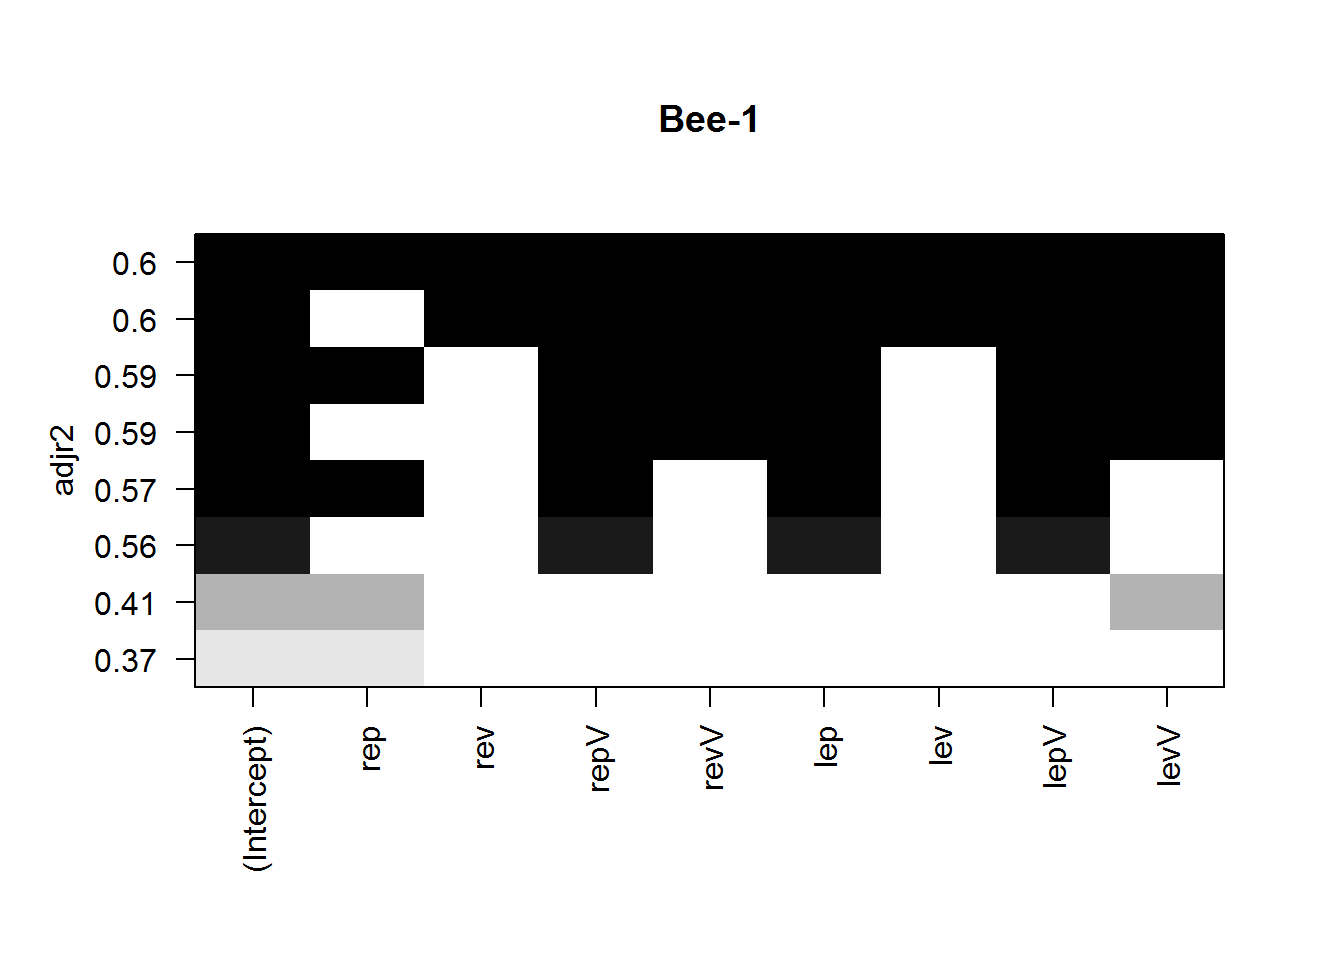 Bee-1
adjr2
0.6
0.6
0.59
0.59
0.57
0.56
0.41
0.37
(Intercept)
rep
rev
repV
revV
lep
lev
lepV
levV